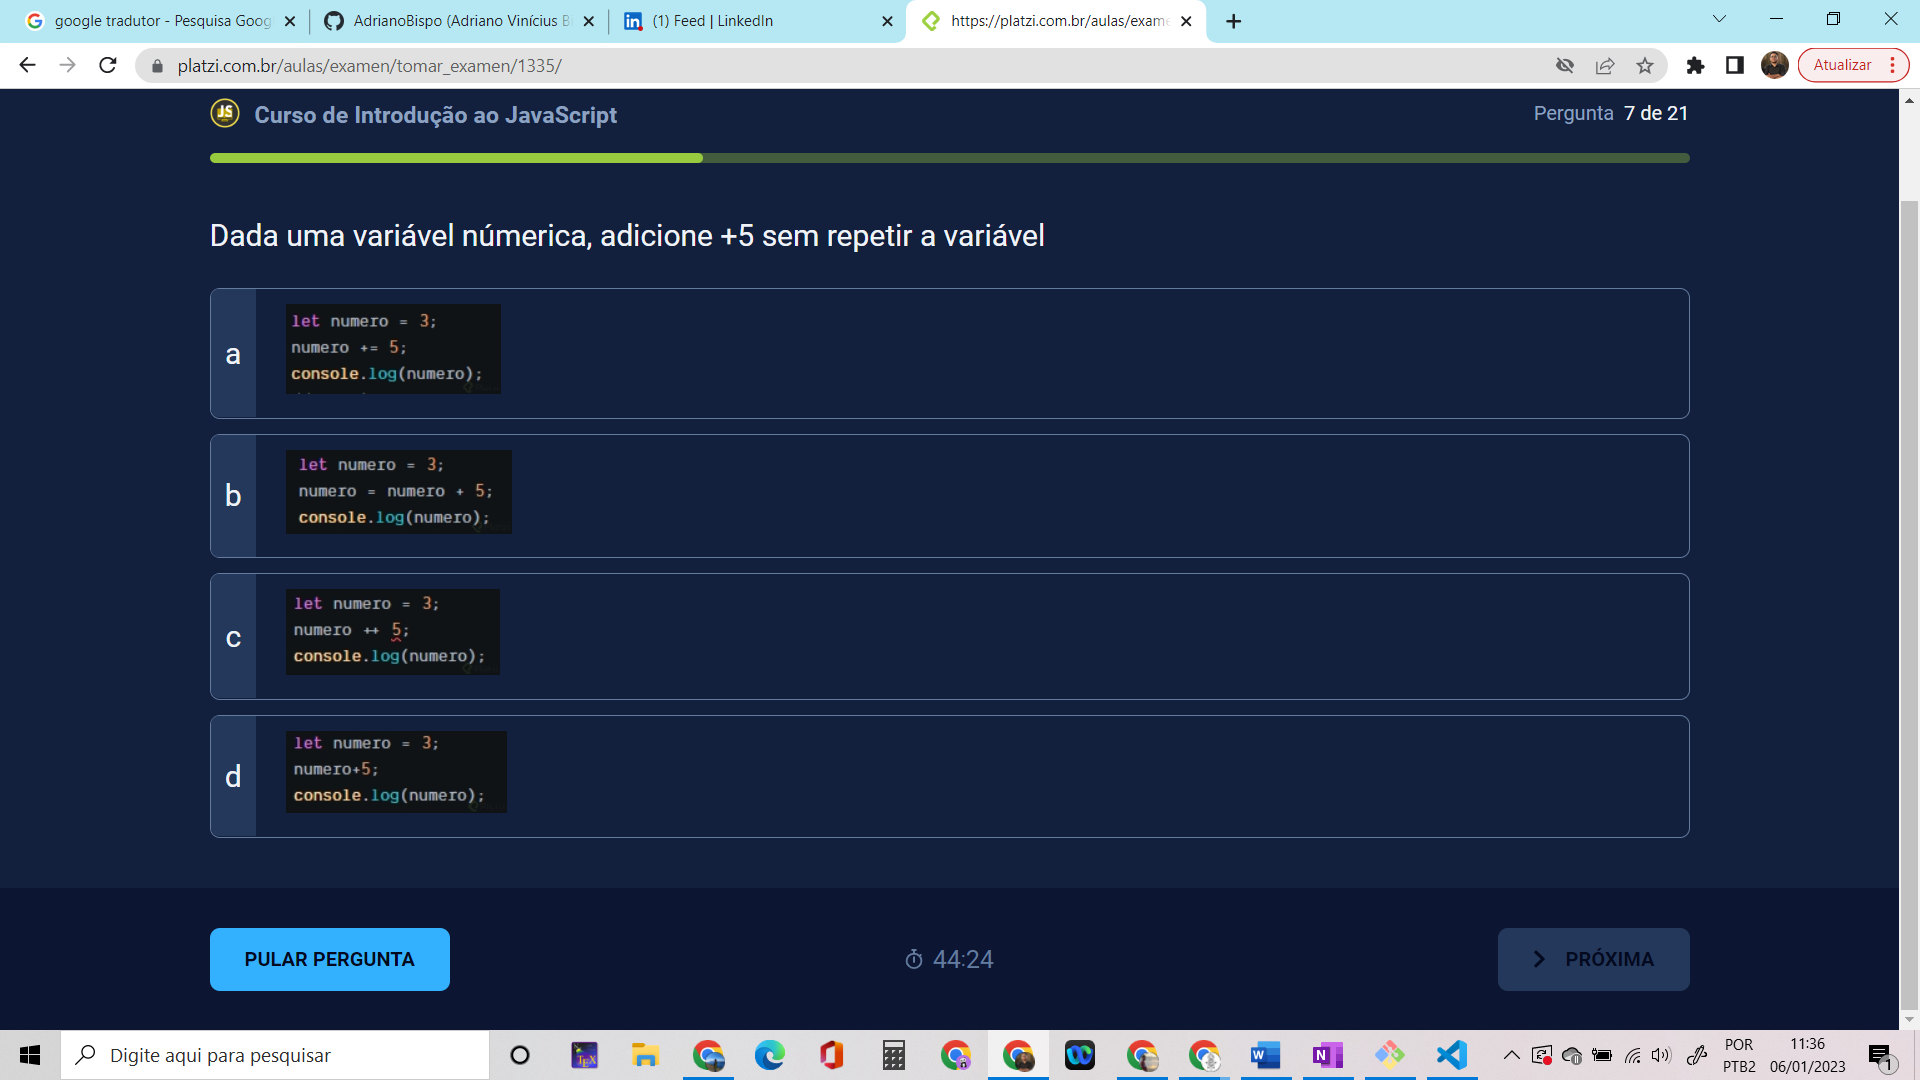 google tradutor - Pesquisa Goog
AdrianoBispo (Adriano Vinícius B
(1) Feed | LinkedIn
https://platzi.com.br/aulas/exame
platzi.com.br/aulas/examen/tomar_examen/1335/
Atualizar
JS
Curso de Introdução ao JavaScript
Pergunta 7 de 21
Dada uma variável númerica, adicione +5 sem repetir a variável
a
let numero = 3;
numero += 5;
console.log(numero);
b
let numero = 3;
numero = numero + 5;
console.log(numero);
c
let numero = 3;
numero ++ 5;
console.log(numero);
d
let numero = 3;
numero+5;
console.log(numero);
PULAR PERGUNTA
44:24
PRÓXIMA
Digite aqui para pesquisar
POR
PTB2
11:36
06/01/2023
1